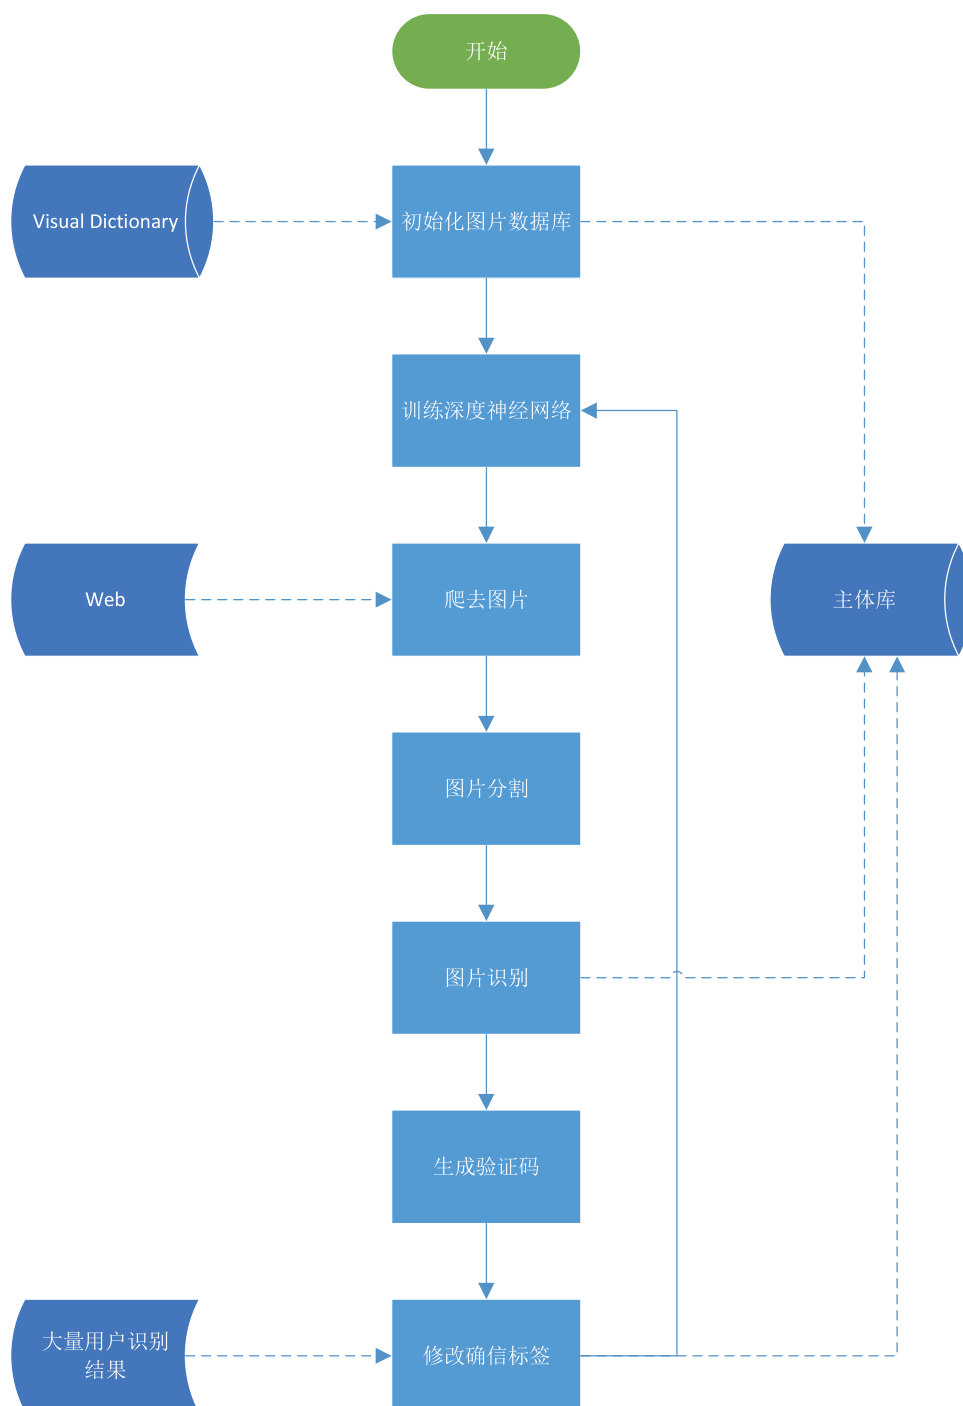 开始
Visual Dictionary
初始化图片数据库
训练深度神经网络
Web
爬去图片
主体库
图片分割
图片识别
生成验证码
大量用户识别
结果
修改确信标签